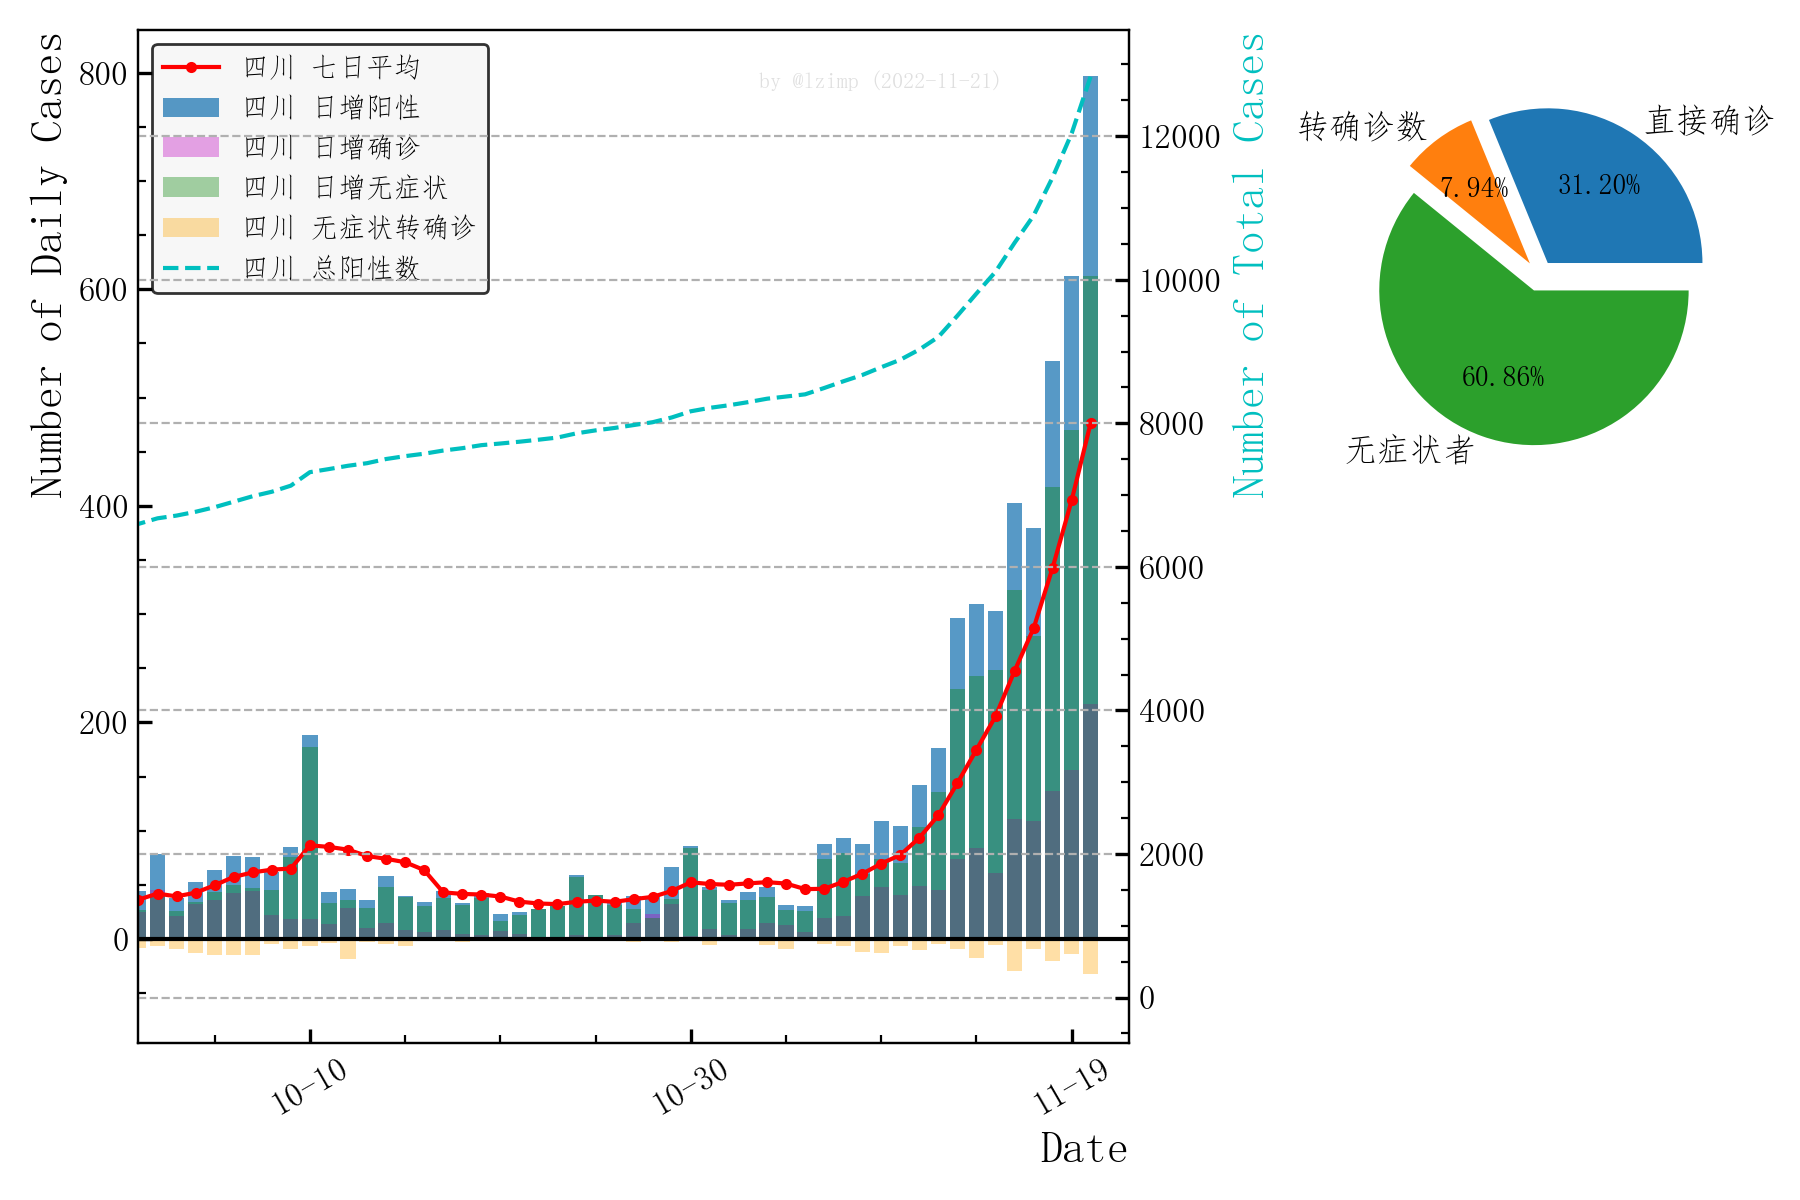 Number of Daily Cases
800
600
400
200
0
四川 七日平均
四川 日增阳性
四川 日增确诊
四川 日增无症状
四川 无症状转确诊
四川 总阳性数
by @lzimp (2022-11-21)
12000
10000
8000
6000
4000
2000
0
Number of Total Cases
10-10
10-30
11-19
Date
转确诊数
直接确诊
7.94%
31.20%
60.86%
无症状者